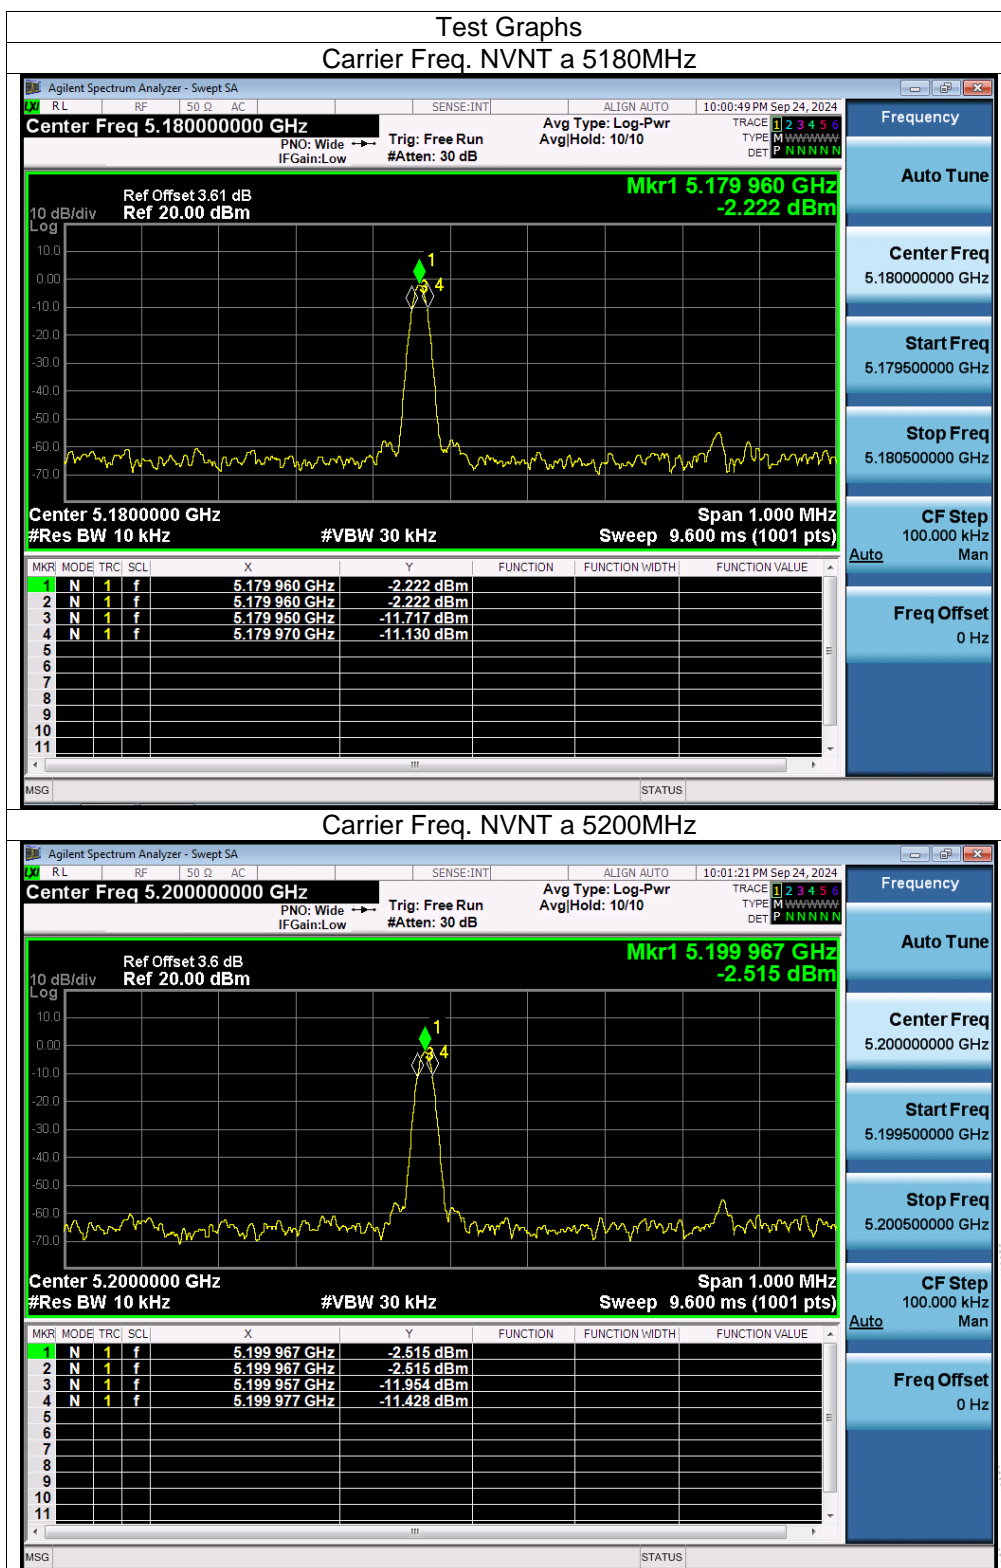 Test Graphs
Carrier Freq. NVNT a 5180MHz
Agilent Spectrum Analyzer - Swept SA
LXI RL RF 50 Ω AC SENSE:INT ALIGN AUTO 10:00:49 PM Sep 24, 2024
Center Freq 5.180000000 GHz
PNO: Wide
IFGain:Low
Trig: Free Run
#Atten: 30 dB
Avg Type: Log-Pwr
Avg|Hold: 10/10
TRACE 1 2 3 4 5 6
TYPE M WWWWW
DET P N N N N N
Frequency
Auto Tune
Center Freq
5.180000000 GHz
Start Freq
5.179500000 GHz
Stop Freq
5.180500000 GHz
CF Step
100.000 kHz
Auto Man
Freq Offset
0 Hz
Mkr1 5.179 960 GHz
-2.222 dBm
Ref Offset 3.61 dB
10 dB/div Ref 20.00 dBm
Log
10.0
0.00
-10.0
-20.0
-30.0
-40.0
-50.0
-60.0
-70.0
1
3 4
Center 5.1800000 GHz Span 1.000 MHz
#Res BW 10 kHz #VBW 30 kHz Sweep 9.600 ms (1001 pts)
MKR MODE TRC SCL X Y FUNCTION FUNCTION WIDTH FUNCTION VALUE
1 N 1 f 5.179 960 GHz -2.222 dBm
2 N 1 f 5.179 960 GHz -2.222 dBm
3 N 1 f 5.179 950 GHz -11.717 dBm
4 N 1 f 5.179 970 GHz -11.130 dBm
5
6
7
8
9
10
11
MSG STATUS
Carrier Freq. NVNT a 5200MHz
Agilent Spectrum Analyzer - Swept SA
LXI RL RF 50 Ω AC SENSE:INT ALIGN AUTO 10:01:21 PM Sep 24, 2024
Center Freq 5.200000000 GHz
PNO: Wide
IFGain:Low
Trig: Free Run
#Atten: 30 dB
Avg Type: Log-Pwr
Avg|Hold: 10/10
TRACE 1 2 3 4 5 6
TYPE M WWWWW
DET P N N N N N
Frequency
Auto Tune
Center Freq
5.200000000 GHz
Start Freq
5.199500000 GHz
Stop Freq
5.200500000 GHz
CF Step
100.000 kHz
Auto Man
Freq Offset
0 Hz
Mkr1 5.199 967 GHz
-2.515 dBm
Ref Offset 3.6 dB
10 dB/div Ref 20.00 dBm
Log
10.0
0.00
-10.0
-20.0
-30.0
-40.0
-50.0
-60.0
-70.0
1
3 4
Center 5.2000000 GHz Span 1.000 MHz
#Res BW 10 kHz #VBW 30 kHz Sweep 9.600 ms (1001 pts)
MKR MODE TRC SCL X Y FUNCTION FUNCTION WIDTH FUNCTION VALUE
1 N 1 f 5.199 967 GHz -2.515 dBm
2 N 1 f 5.199 967 GHz -2.515 dBm
3 N 1 f 5.199 957 GHz -11.954 dBm
4 N 1 f 5.199 977 GHz -11.428 dBm
5
6
7
8
9
10
11
MSG STATUS